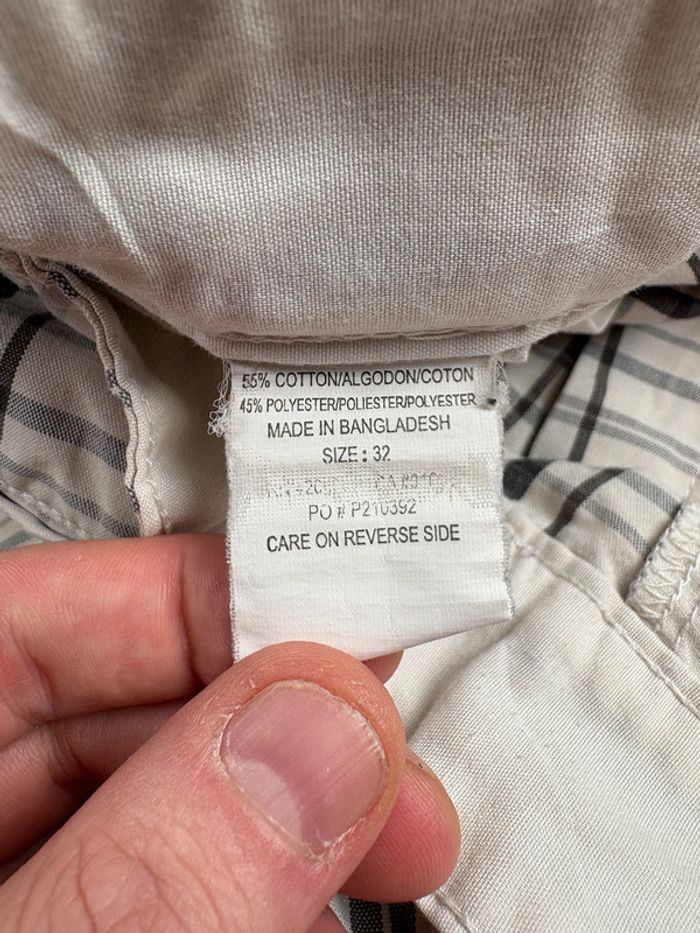 55% COTTON/ALGODON/COTON
45% POLYESTER/POLIESTER/POLYESTER
MADE IN BANGLADESH
SIZE: 32
PO # P210392
CARE ON REVERSE SIDE